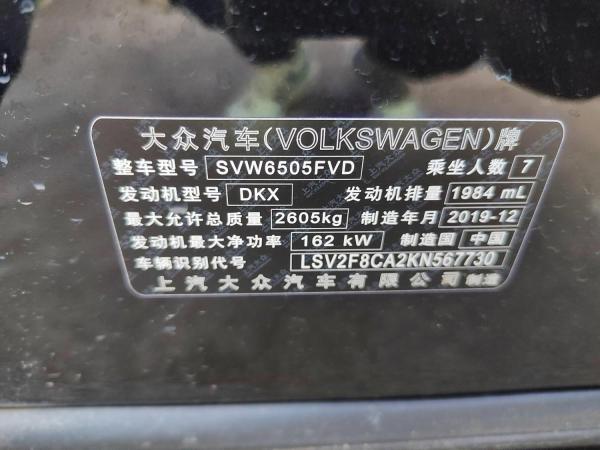 大众汽车(VOLKSWAGEN)牌
整车型号 SVW6505FVD 乘坐人数 7
发动机型号 DKX 发动机排量 1984 mL
最大允许总质量 2605kg 制造年月 2019-12
发动机最大净功率 162 kW 制造国 中国
车辆识别代号 LSV2F8CA2KN567730
上汽大众汽车有限公司 制造